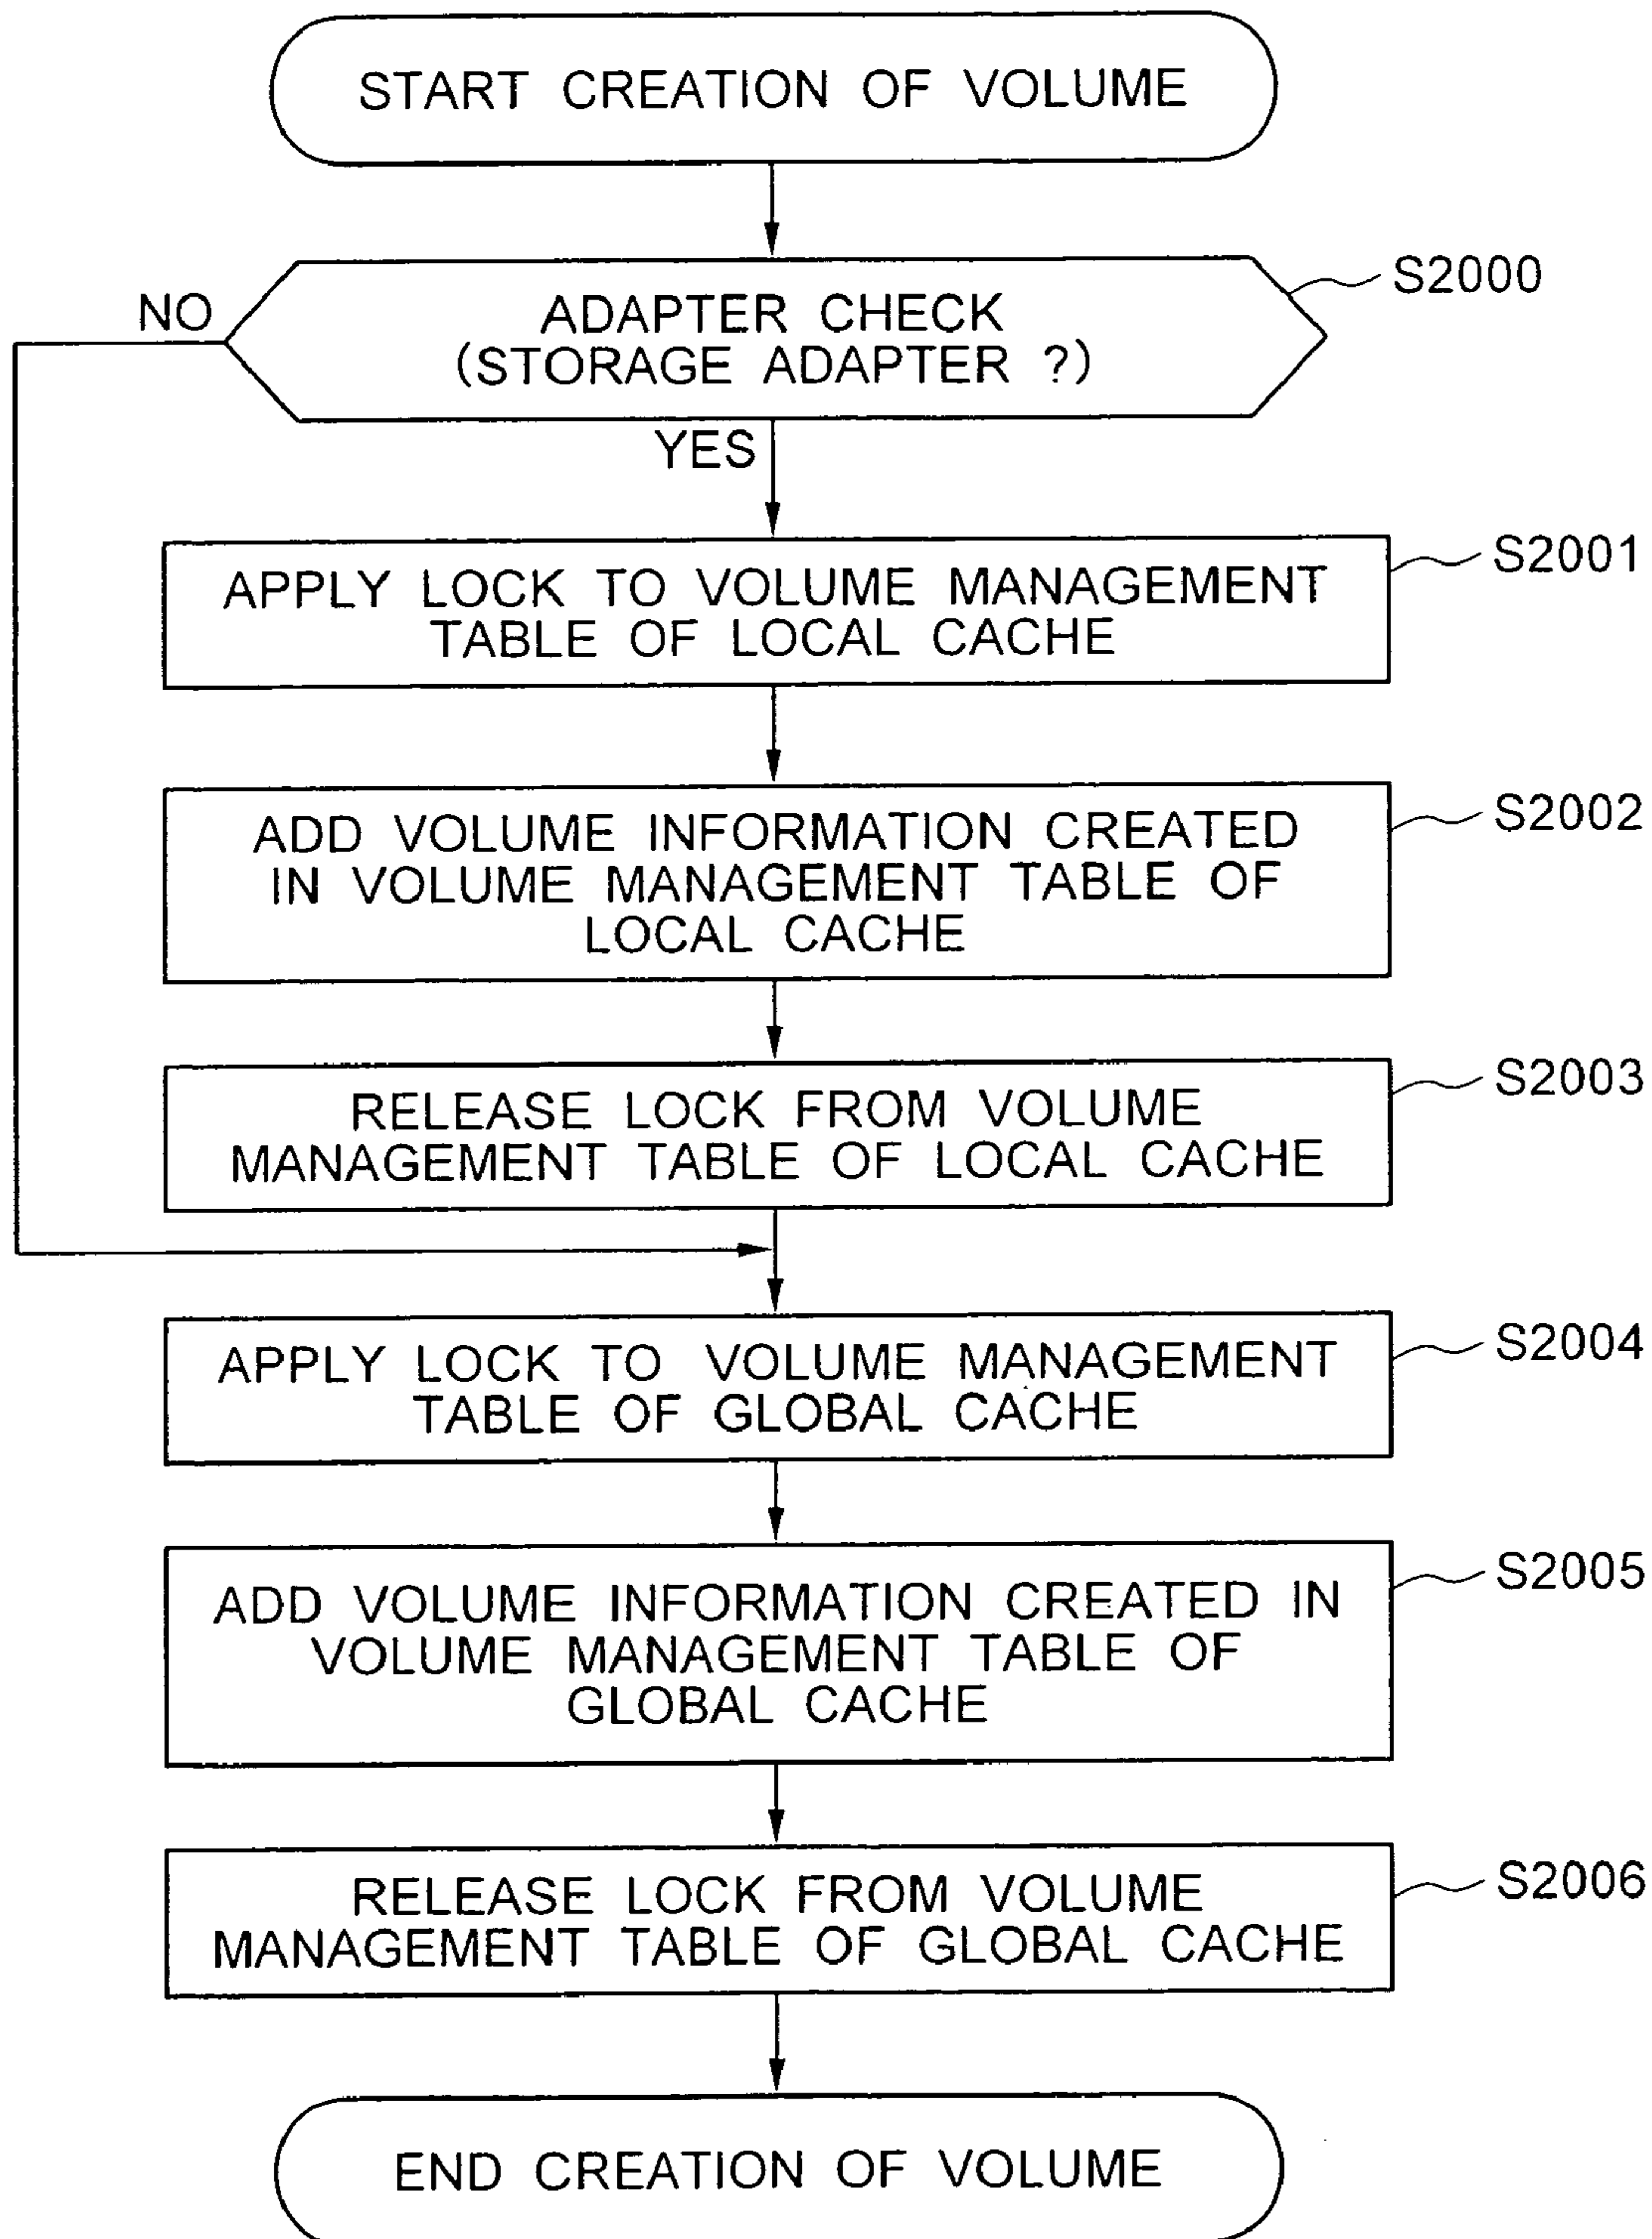 START CREATION OF VOLUME
S2000
NO
ADAPTER CHECK
(STORAGE ADAPTER ?)
YES
S2001
APPLY LOCK TO VOLUME MANAGEMENT
TABLE OF LOCAL CACHE
S2002
ADD VOLUME INFORMATION CREATED
IN VOLUME MANAGEMENT TABLE OF
LOCAL CACHE
S2003
RELEASE LOCK FROM VOLUME
MANAGEMENT TABLE OF LOCAL CACHE
S2004
APPLY LOCK TO VOLUME MANAGEMENT
TABLE OF GLOBAL CACHE
S2005
ADD VOLUME INFORMATION CREATED IN
VOLUME MANAGEMENT TABLE OF
GLOBAL CACHE
S2006
RELEASE LOCK FROM VOLUME
MANAGEMENT TABLE OF GLOBAL CACHE
END CREATION OF VOLUME